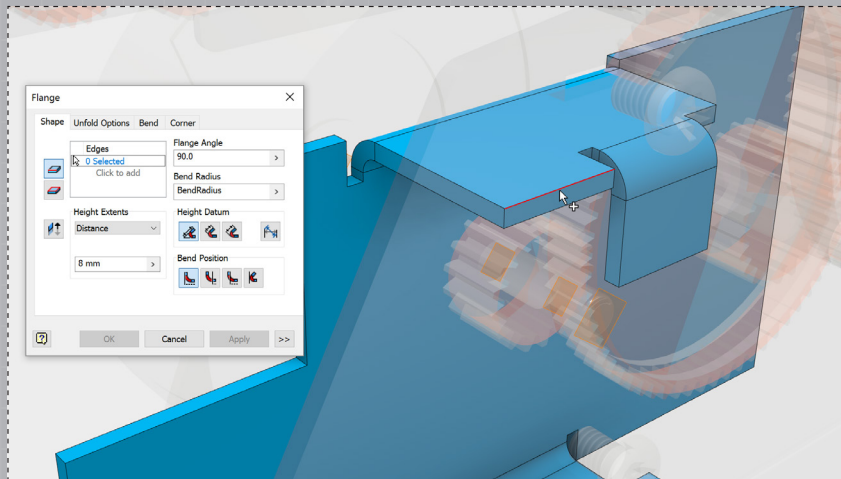 Flange
Shape Unfold Options Bend Corner
Edges
0 Selected
Click to add
Flange Angle
90.0 >
Bend Radius
BendRadius >
Height Extents
Distance
8 mm >
Height Datum
Bend Position
?
OK Cancel Apply >>